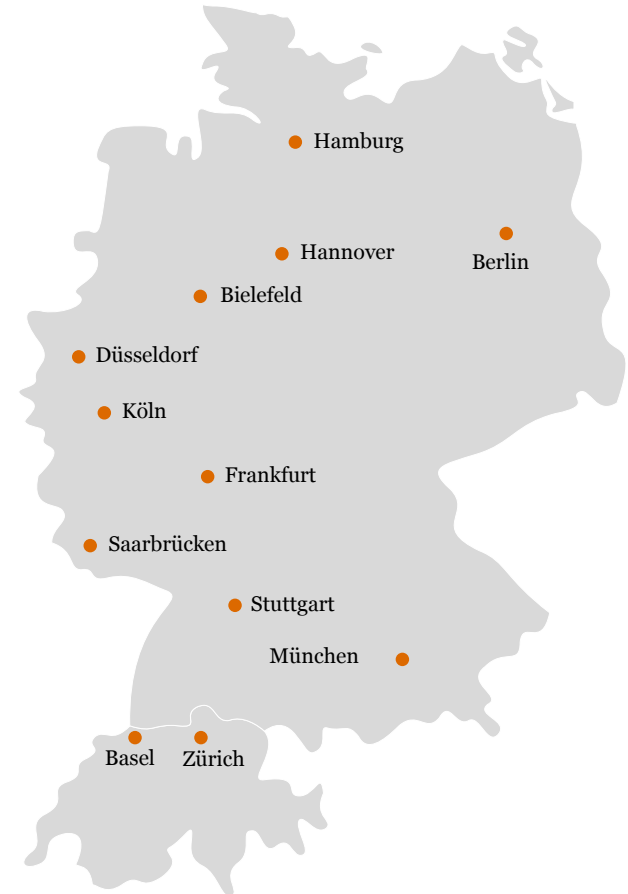 Hamburg
Hannover
Berlin
Bielefeld
Düsseldorf
Köln
Frankfurt
Saarbrücken
Stuttgart
München
Basel
Zürich